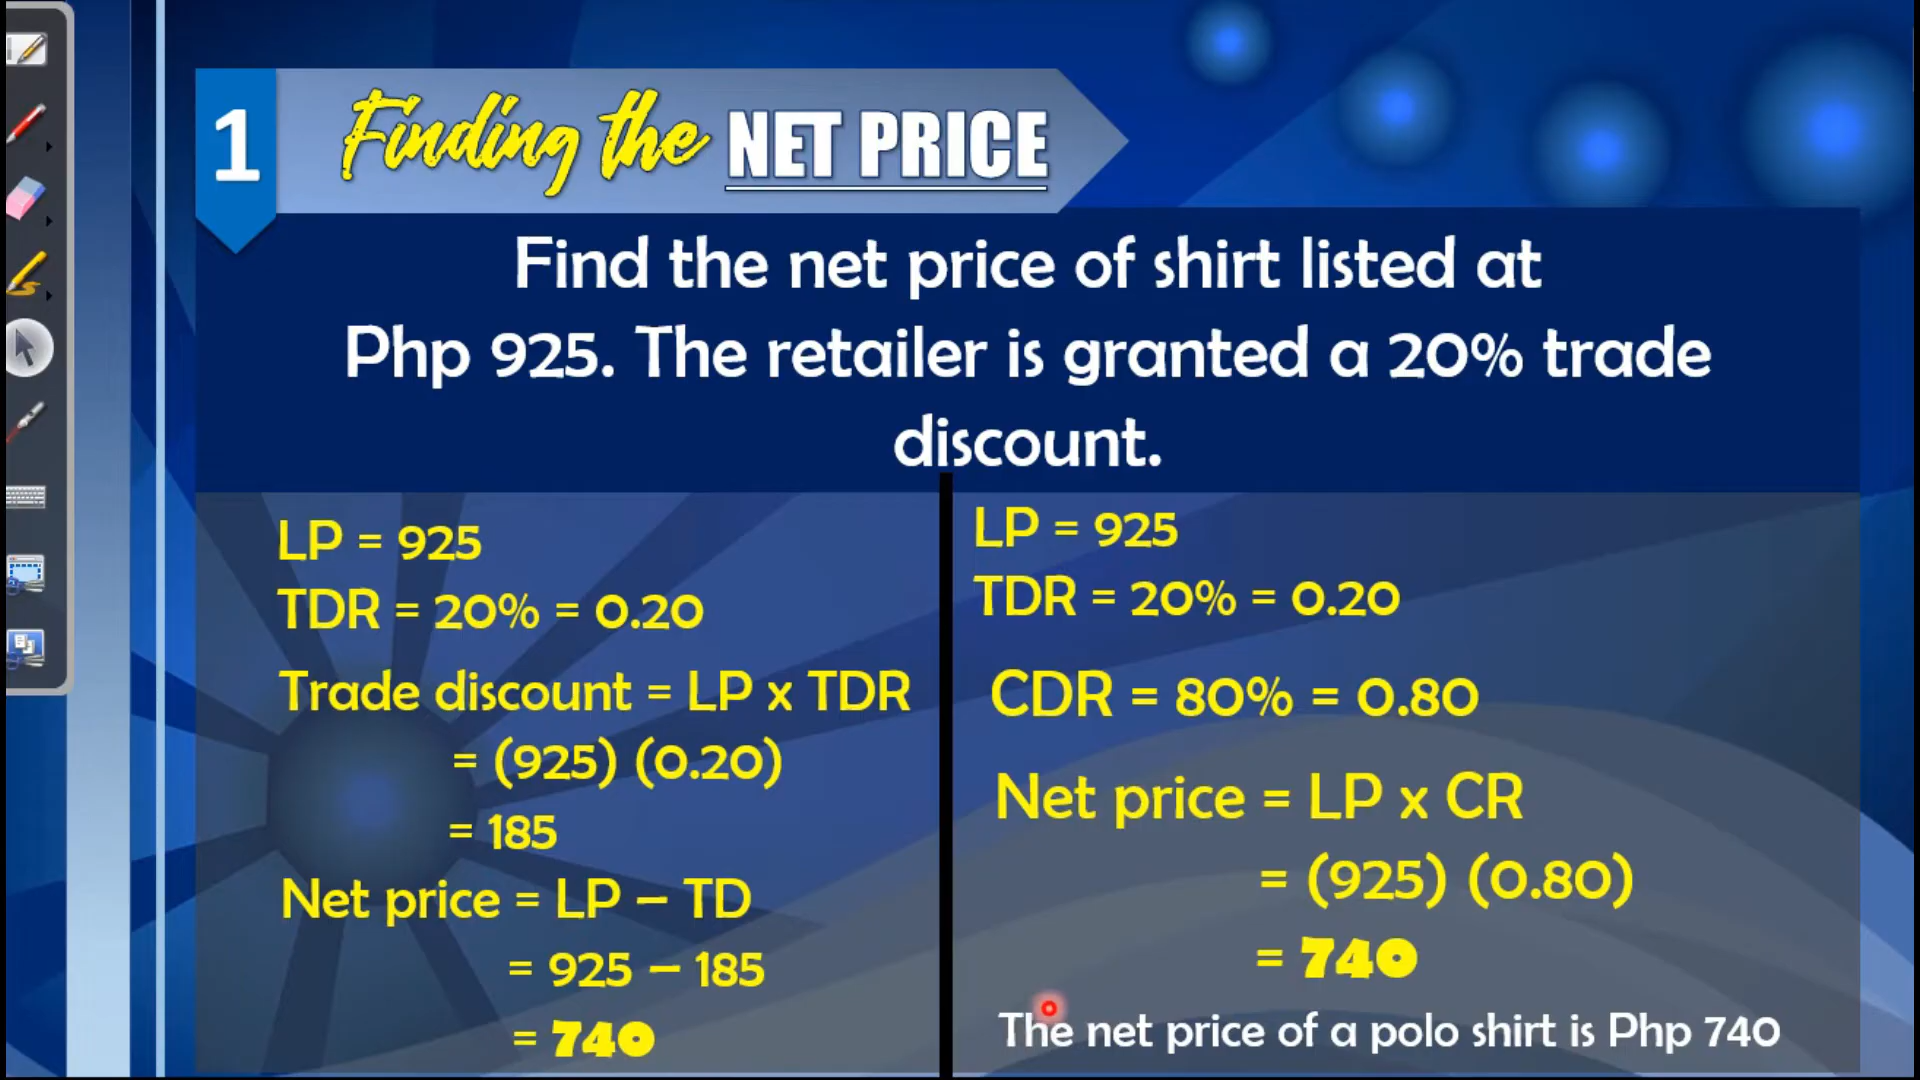 1
Finding the NET PRICE
Find the net price of shirt listed at
Php 925. The retailer is granted a 20% trade
discount.
LP = 925
TDR = 20% = 0.20
Trade discount = LP x TDR
= (925) (0.20)
= 185
Net price = LP – TD
= 925 – 185
= 740
LP = 925
TDR = 20% = 0.20
CDR = 80% = 0.80
Net price = LP x CR
= (925) (0.80)
= 740
The net price of a polo shirt is Php 740